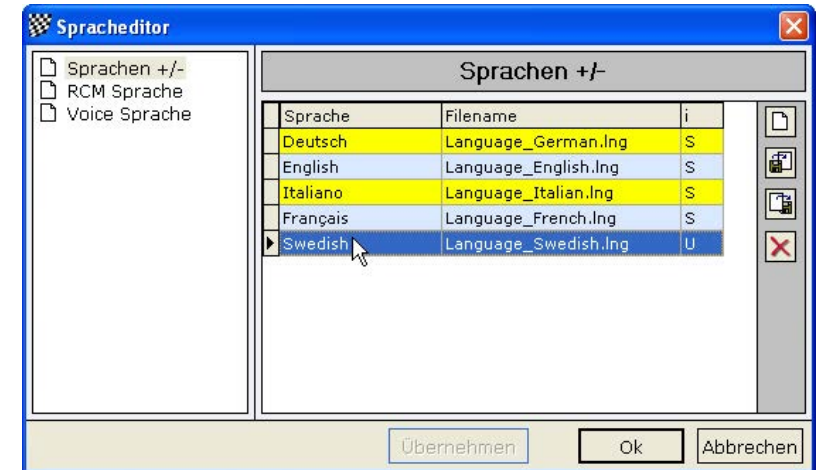 Spracheditor
Sprachen +/-
RCM Sprache
Voice Sprache
Sprachen +/-
Sprache Filename i
Deutsch Language_German.lng S
English Language_English.lng S
Italiano Language_Italian.lng S
Français Language_French.lng S
Swedish Language_Swedish.lng U
Übernehmen Ok Abbrechen